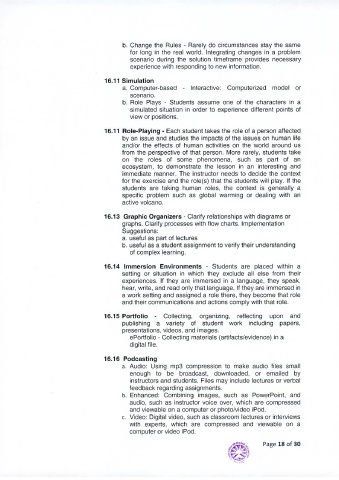 b. Change the Rules - Rarely do circumstances stay the same
for long in the real world. Integrating changes in a problem
scenario during the solution timeframe provides necessary
experience with responding to new information.
16.11 Simulation
a. Computer-based - Interactive: Computerized model or
scenario.
b. Role Plays - Students assume one of the characters in a
simulated situation in order to experience different points of
view or positions.
16.11 Role-Playing - Each student takes the role of a person affected
by an issue and studies the impacts of the issues on human life
and/or the effects of human activities on the world around us
from the perspective of that person. More rarely, students take
on the roles of some phenomena, such as part of an
ecosystem, to demonstrate the lesson in an interesting and
immediate manner. The instructor needs to decide the context
for the exercise and the role(s) that the students will play. If the
students are taking human roles, the context is generally a
specific problem such as global warming or dealing with an
active volcano.
16.13 Graphic Organizers - Clarify relationships with diagrams or
graphs. Clarify processes with flow charts. Implementation
Suggestions:
a. useful as part of lectures
b. useful as a student assignment to verify their understanding
of complex learning.
16.14 Immersion Environments - Students are placed within a
setting or situation in which they exclude all else from their
experiences. If they are immersed in a language, they speak,
hear, write, and read only that language. If they are immersed in
a work setting and assigned a role there, they become that role
and their communications and actions comply with that role.
16.15 Portfolio - Collecting, organizing, reflecting upon and
publishing a variety of student work including papers,
presentations, videos, and images.
ePortfolio - Collecting materials (artifacts/evidence) in a
digital file.
16.16 Podcasting
a. Audio: Using mp3 compression to make audio files small
enough to be broadcast, downloaded, or emailed by
instructors and students. Files may include lectures or verbal
feedback regarding assignments.
b. Enhanced: Combining images, such as PowerPoint, and
audio, such as instructor voice over, which are compressed
and viewable on a computer or photo/video iPod.
c. Video: Digital video, such as classroom lectures or interviews
with experts, which are compressed and viewable on a
computer or video iPod.
Page 18 of 30